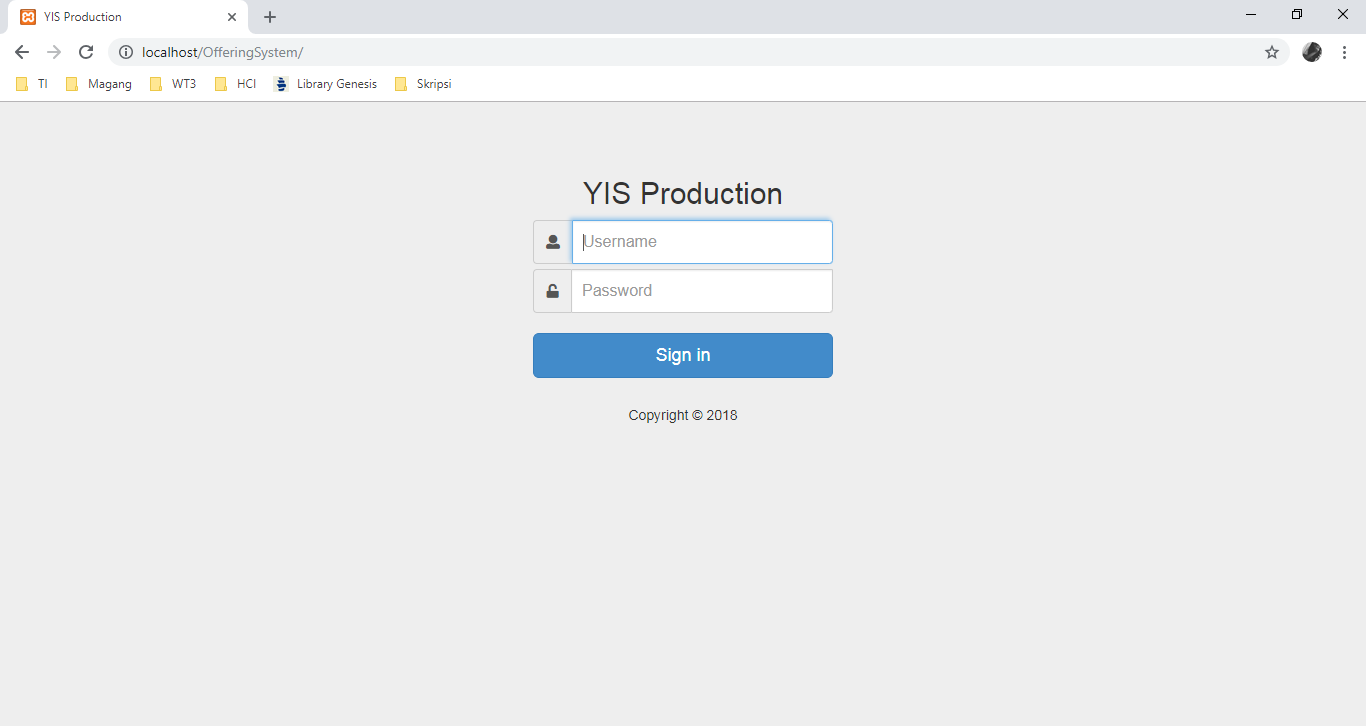 YIS Production
localhost/OfferingSystem/
TI Magang WT3 HCI Library Genesis Skripsi
YIS Production
Username
Password
Sign in
Copyright © 2018